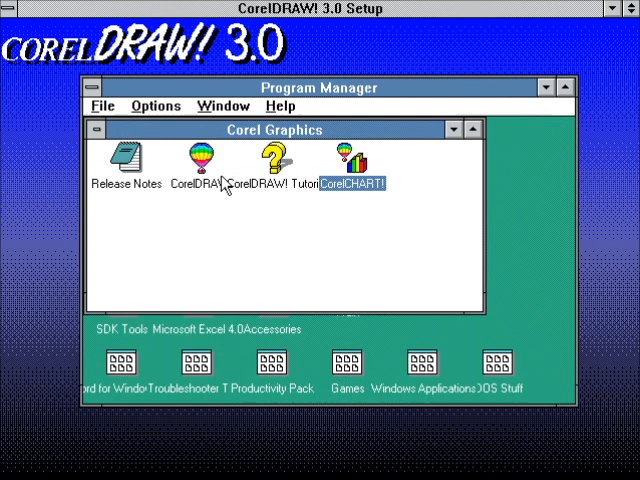 CorelDRAW! 3.0 Setup
CORELDRAW! 3.0
Program Manager
File Options Window Help
Corel Graphics
Release Notes CorelDRAW CorelDRAW! Tutori CorelCHART!
SDK Tools Microsoft Excel 4.0 Accessories
ord for Windo Troubleshooter T Productivity Pack Games Windows Applications DOS Stuff